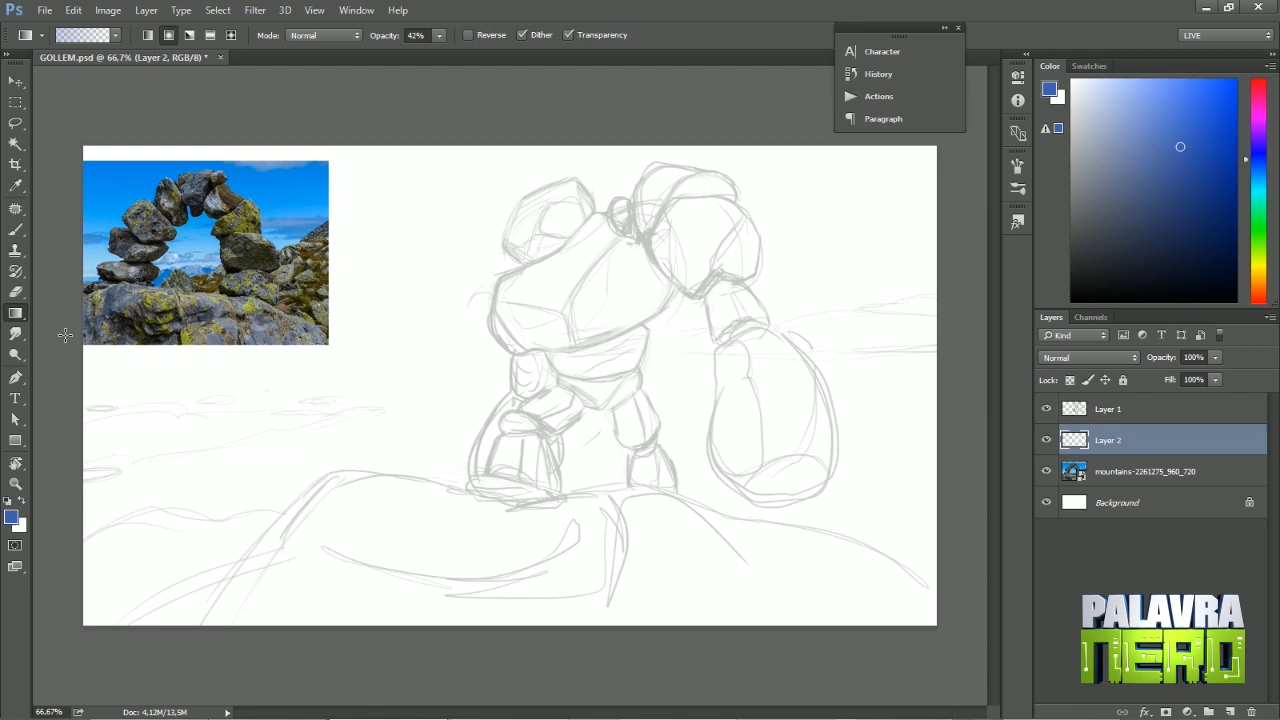 Ps File Edit Image Layer Type Select Filter 3D View Window Help
Mode: Normal Opacity: 42% Reverse Dither Transparency LIVE
GOLLEM.psd @ 66,7% (Layer 2, RGB/8) *
Character
History
Actions
Paragraph
Color Swatches
Layers Channels
Kind
Normal Opacity: 100%
Lock: Fill: 100%
Layer 1
Layer 2
mountains-2261275_960_720
Background
PALAVRA
NERD
66,67% Doc: 4,12M/13,5M